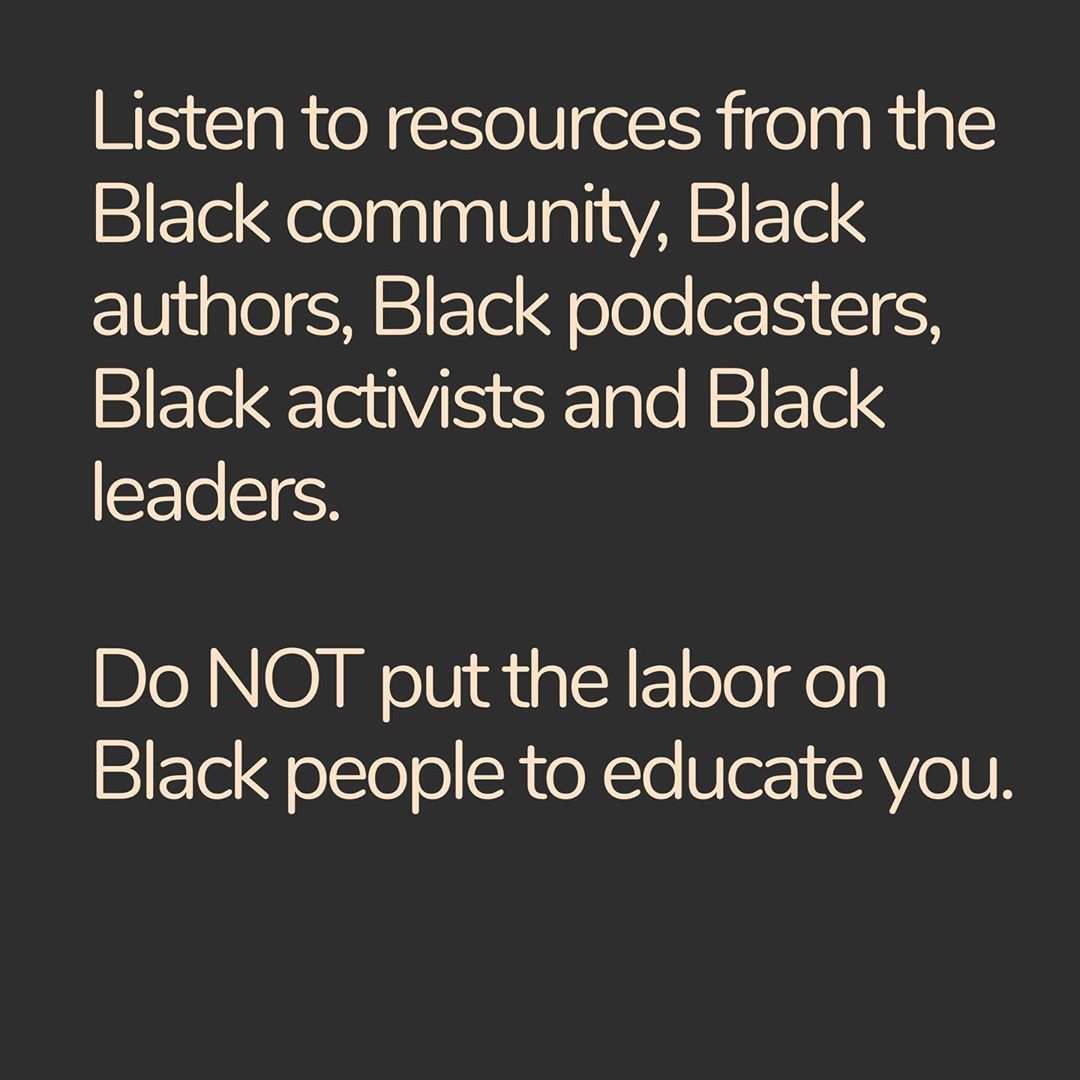 Listen to resources from the
Black community, Black
authors, Black podcasters,
Black activists and Black
leaders.
Do NOT put the labor on
Black people to educate you.